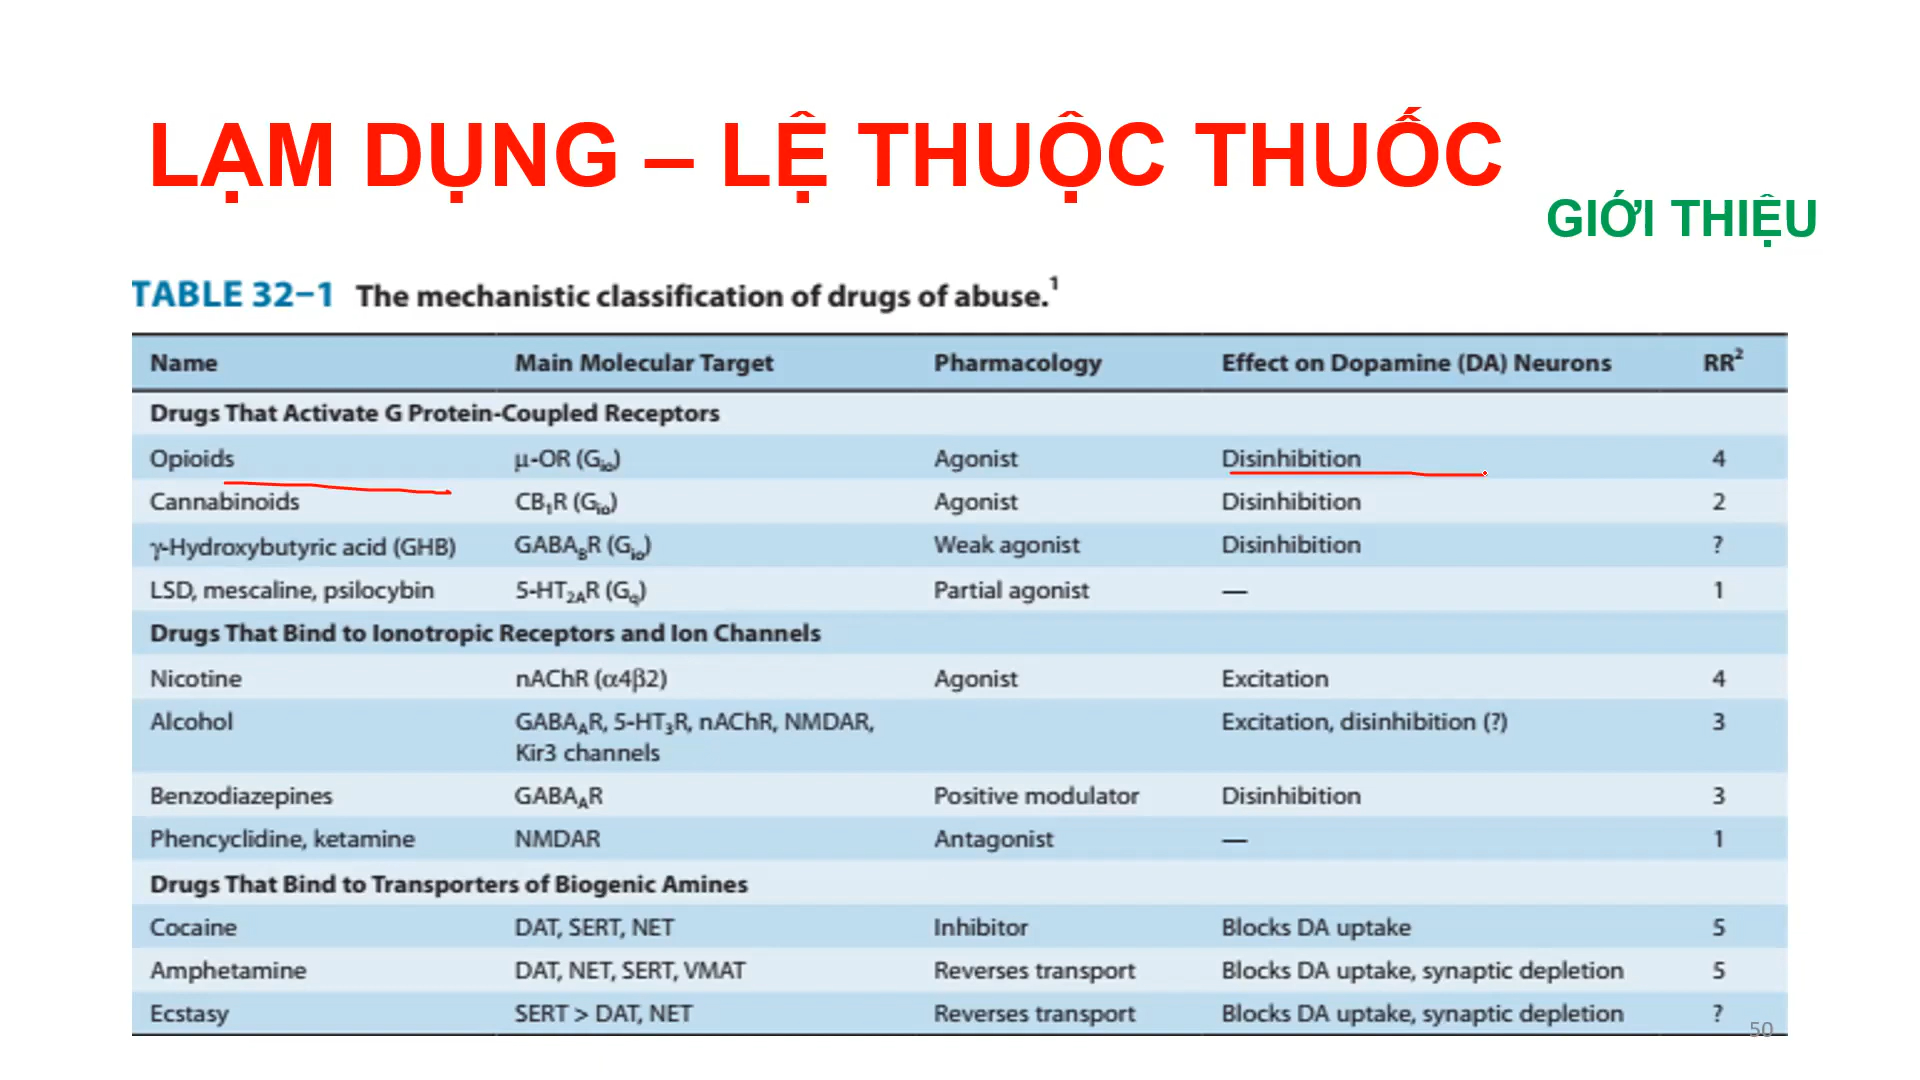 LẠM DỤNG – LỆ THUỘC THUỐC
GIỚI THIỆU
TABLE 32–1 The mechanistic classification of drugs of abuse.¹
Name Main Molecular Target Pharmacology Effect on Dopamine (DA) Neurons RR²
Drugs That Activate G Protein-Coupled Receptors
Opioids μ-OR (Gio) Agonist Disinhibition 4
Cannabinoids CB₁R (Gio) Agonist Disinhibition 2
γ-Hydroxybutyric acid (GHB) GABA_BR (Gio) Weak agonist Disinhibition ?
LSD, mescaline, psilocybin 5-HT₂AR (Gq) Partial agonist — 1
Drugs That Bind to Ionotropic Receptors and Ion Channels
Nicotine nAChR (α4β2) Agonist Excitation 4
Alcohol GABA_AR, 5-HT₃R, nAChR, NMDAR, Excitation, disinhibition (?) 3
Kir3 channels
Benzodiazepines GABA_AR Positive modulator Disinhibition 3
Phencyclidine, ketamine NMDAR Antagonist — 1
Drugs That Bind to Transporters of Biogenic Amines
Cocaine DAT, SERT, NET Inhibitor Blocks DA uptake 5
Amphetamine DAT, NET, SERT, VMAT Reverses transport Blocks DA uptake, synaptic depletion 5
Ecstasy SERT > DAT, NET Reverses transport Blocks DA uptake, synaptic depletion ?
50